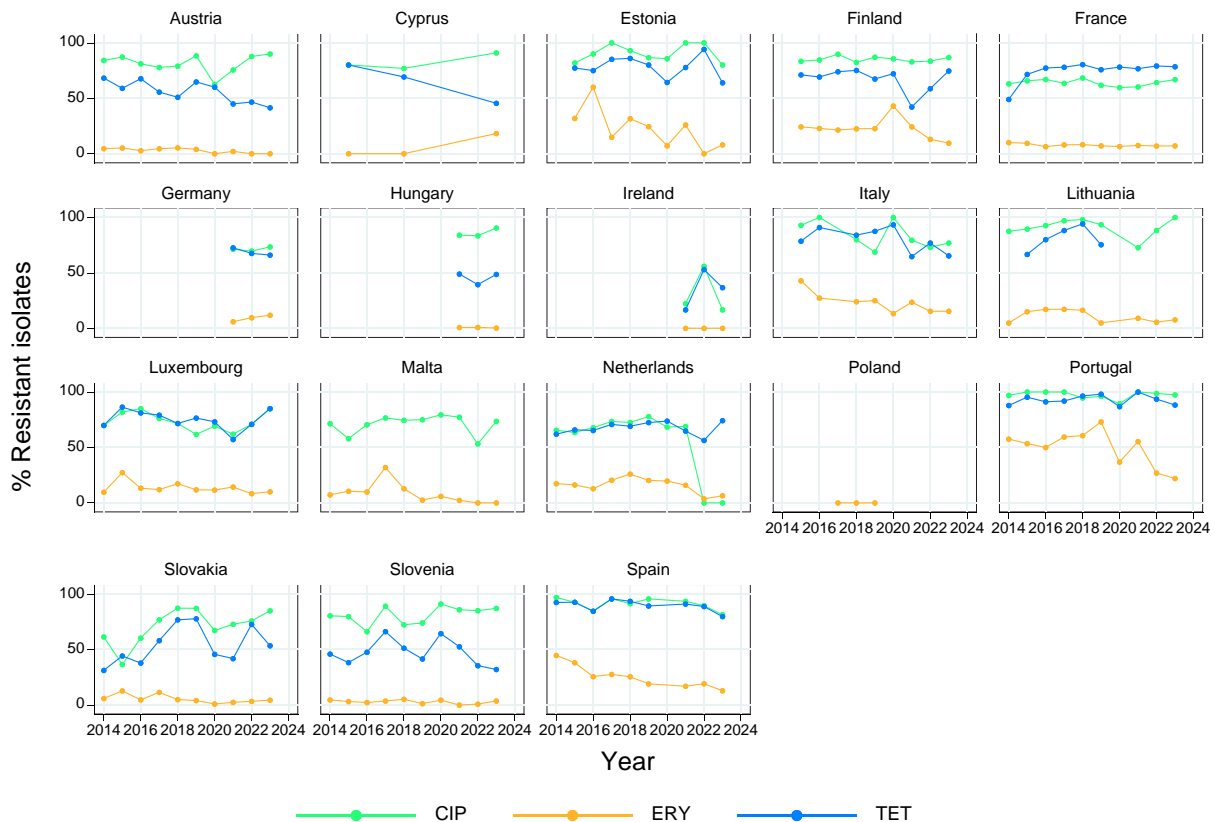 Austria Cyprus Estonia Finland France
100
50
0
Germany Hungary Ireland Italy Lithuania
100
50
0
Luxembourg Malta Netherlands Poland Portugal
100
50
0
2014 2016 2018 2020 2022 2024 2014 2016 2018 2020 2022 2024
Slovakia Slovenia Spain
100
50
0
2014 2016 2018 2020 2022 2024 2014 2016 2018 2020 2022 2024 2014 2016 2018 2020 2022 2024
% Resistant isolates
Year
CIP ERY TET